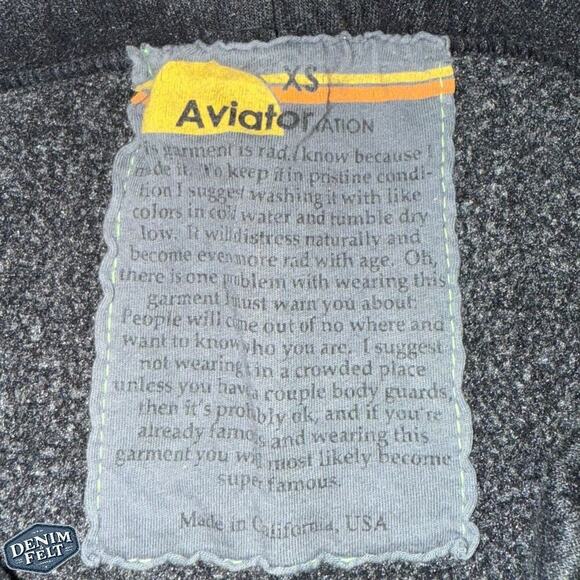 XS
Aviator
ATION
garment is rad. I know because I
made it. To keep it in pristine condi-
tion I suggest washing it with like
colors in cold water and tumble dry
low. It will distress naturally and
become even more rad with age. Oh,
there is one problem with wearing this
garment I must warn you about.
People will come out of no where and
want to know who you are. I suggest
not wearing it in a crowded place
unless you have a couple body guards,
then it's probably ok, and if you're
already famous and wearing this
garment you will most likely become
super famous.
Made in California, USA
DENIM
FELT